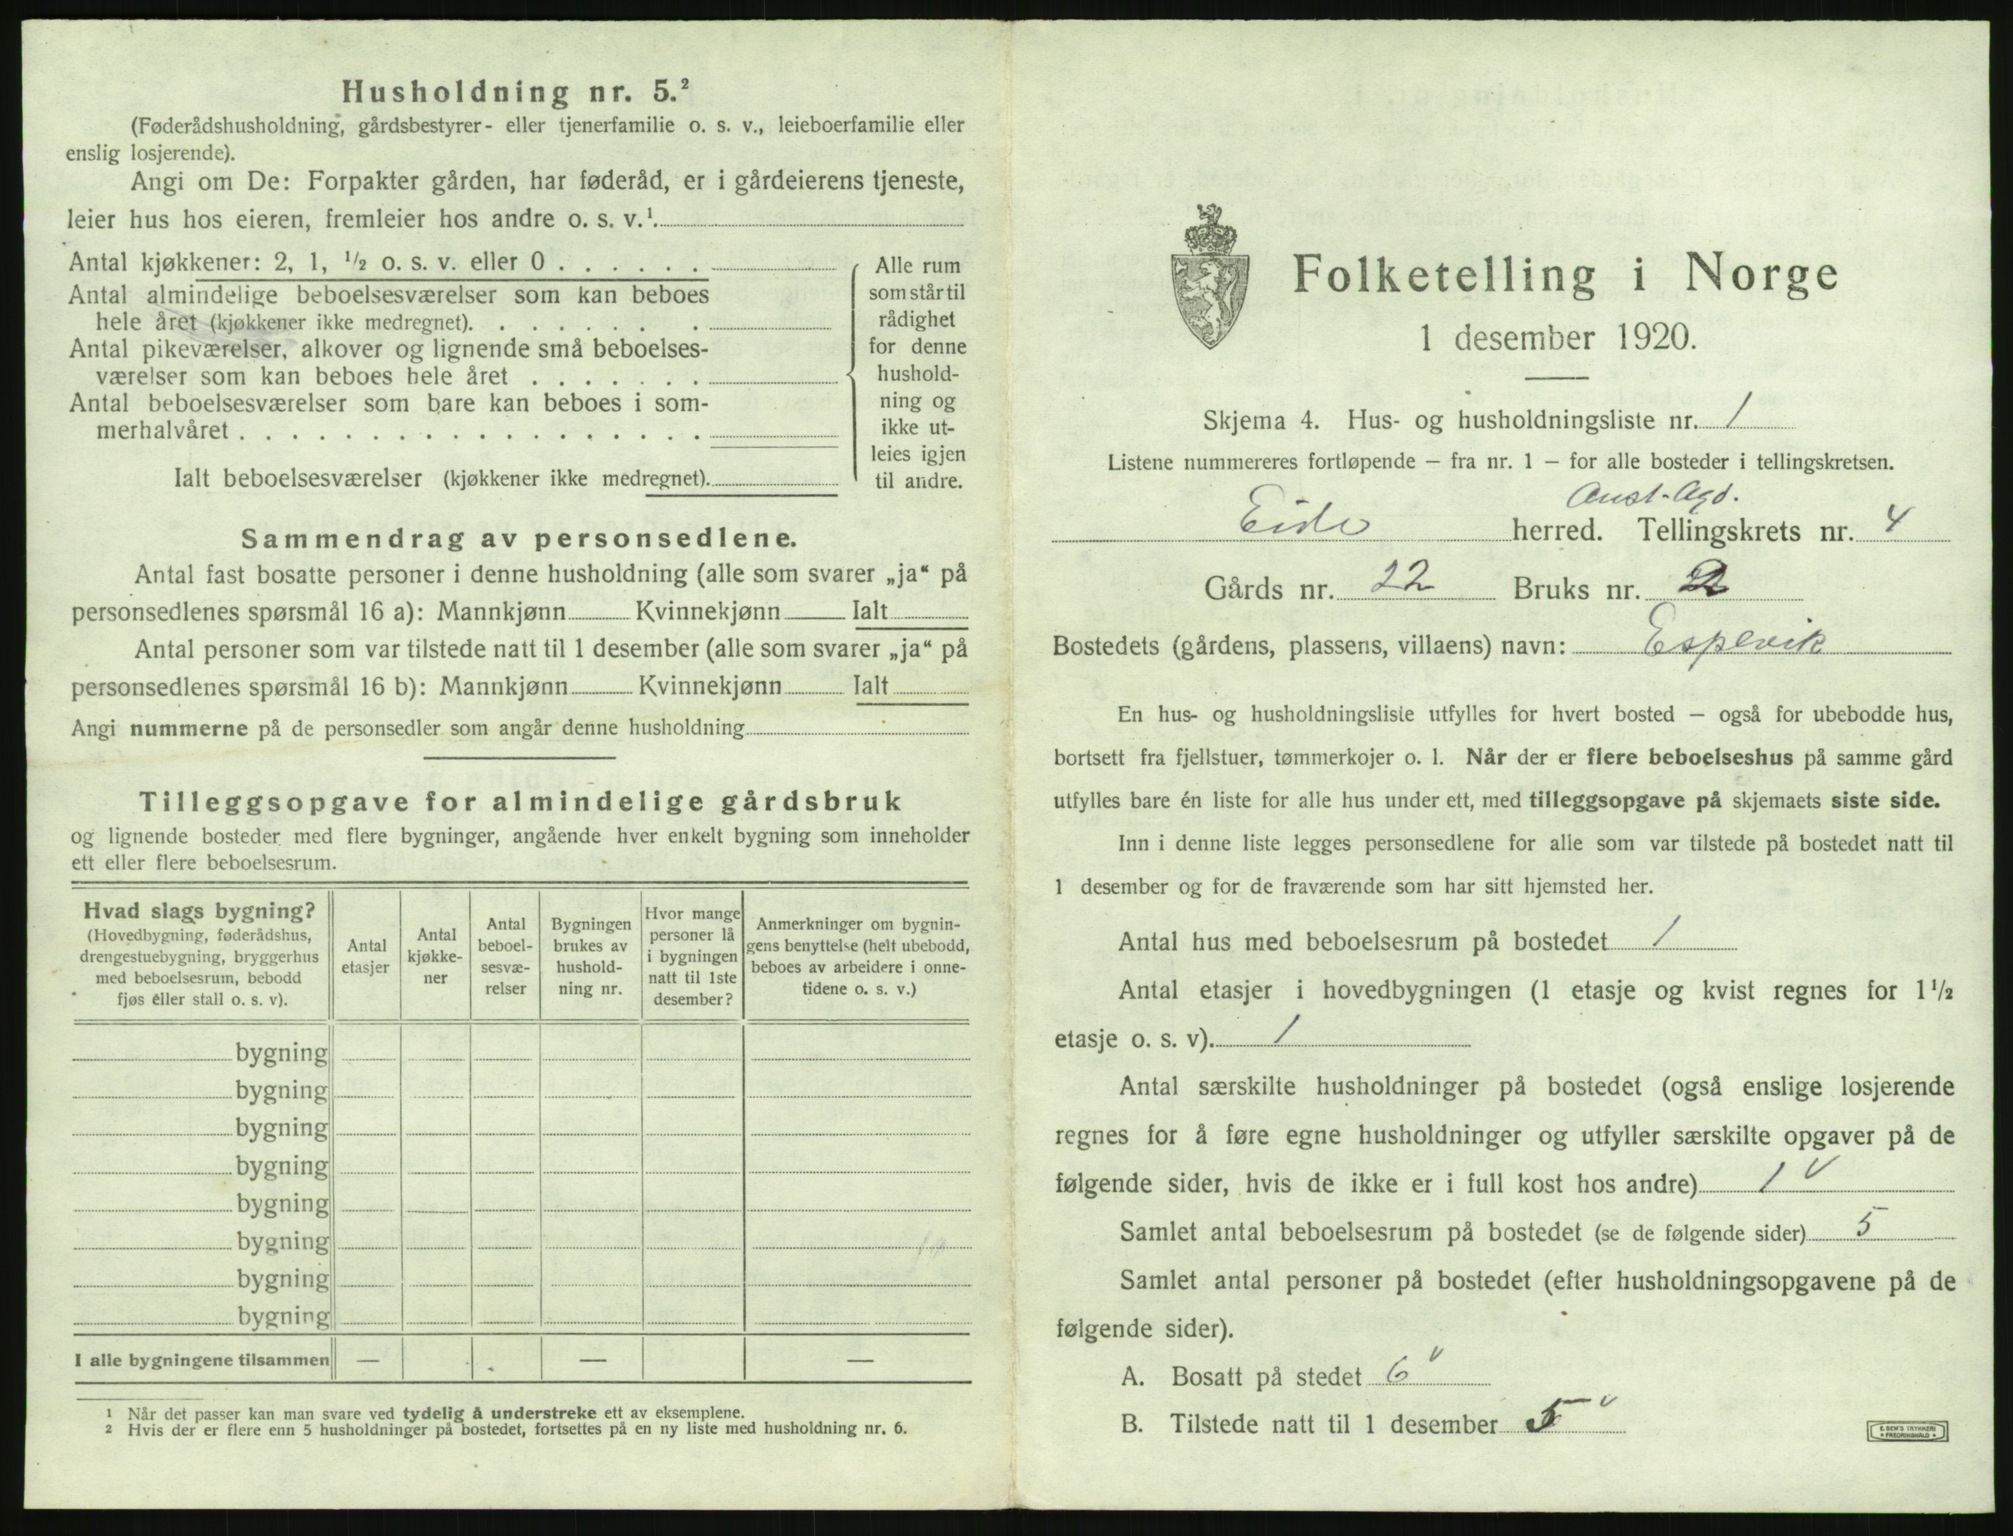 Husholdning nr. 5.²
(Føderådshusholdning, gårdsbestyrer- eller tjenerfamilie o. s. v., leieboerfamilie eller
enslig losjerende).
Angi om De: Forpakter gården, har føderåd, er i gårdeierens tjeneste,
leier hus hos eieren, fremleier hos andre o. s. v.¹.
Antal kjøkkener: 2, 1, ½ o. s. v. eller 0 . . . . . .
Antal almindelige beboelsesværelser som kan beboes
hele året (kjøkkener ikke medregnet). . . . . . . .
Antal pikeværelser, alkover og lignende små beboelses-
værelser som kan beboes hele året . . . . . . .
Antal beboelsesværelser som bare kan beboes i som-
merhalvåret . . . . . . . . . . . . . . . . . .
Ialt beboelsesværelser (kjøkkener ikke medregnet).
Alle rum
som står til
rådighet
for denne
hushold-
ning og
ikke ut-
leies igjen
til andre.
Sammendrag av personsedlene.
Antal fast bosatte personer i denne husholdning (alle som svarer „ja“ på
personsedlenes spørsmål 16 a): Mannkjønn Kvinnekjønn Ialt
Antal personer som var tilstede natt til 1 desember (alle som svarer „ja“ på
personsedlenes spørsmål 16 b): Mannkjønn Kvinnekjønn Ialt
Angi nummerne på de personsedler som angår denne husholdning
Tilleggsopgave for almindelige gårdsbruk
og lignende bosteder med flere bygninger, angående hver enkelt bygning som inneholder
ett eller flere beboelsesrum.
Hvad slags bygning?
(Hovedbygning, føderådshus,
drengestuebygning, bryggerhus
med beboelsesrum, bebodd
fjøs eller stall o. s. v).
Antal
etasjer
Antal
kjøkke-
ner
Antal
beboel-
sesvæ-
relser
Bygningen
brukes av
hushold-
ning nr.
Hvor mange
personer lå
i bygningen
natt til 1ste
desember?
Anmerkninger om bygnin-
gens benyttelse (helt ubebodd,
beboes av arbeidere i onne-
tidene o. s. v.)
bygning
bygning
bygning
bygning
bygning
bygning
bygning
bygning
I alle bygningene tilsammen — — —
¹ Når det passer kan man svare ved tydelig å understreke ett av eksemplene.
² Hvis der er flere enn 5 husholdninger på bostedet, fortsettes på en ny liste med husholdning nr. 6.
Folketelling i Norge
1 desember 1920.
Skjema 4. Hus- og husholdningsliste nr. 1
Listene nummereres fortløpende — fra nr. 1 — for alle bosteder i tellingskretsen.
Aust-Agd.
Eide herred. Tellingskrets nr. 4
Gårds nr. 22 Bruks nr. 2
Bostedets (gårdens, plassens, villaens) navn: Espevik
En hus- og husholdningsliste utfylles for hvert bosted — også for ubebodde hus,
bortsett fra fjellstuer, tømmerkojer o. l. Når der er flere beboelseshus på samme gård
utfylles bare én liste for alle hus under ett, med tilleggsopgave på skjemaets siste side.
Inn i denne liste legges personsedlene for alle som var tilstede på bostedet natt til
1 desember og for de fraværende som har sitt hjemsted her.
Antal hus med beboelsesrum på bostedet 1
Antal etasjer i hovedbygningen (1 etasje og kvist regnes for 1½
etasje o. s. v). 1
Antal særskilte husholdninger på bostedet (også enslige losjerende
regnes for å føre egne husholdninger og utfyller særskilte opgaver på de
følgende sider, hvis de ikke er i full kost hos andre) 1
Samlet antal beboelsesrum på bostedet (se de følgende sider) 5
Samlet antal personer på bostedet (efter husholdningsopgavene på de
følgende sider).
A. Bosatt på stedet 6
B. Tilstede natt til 1 desember 5